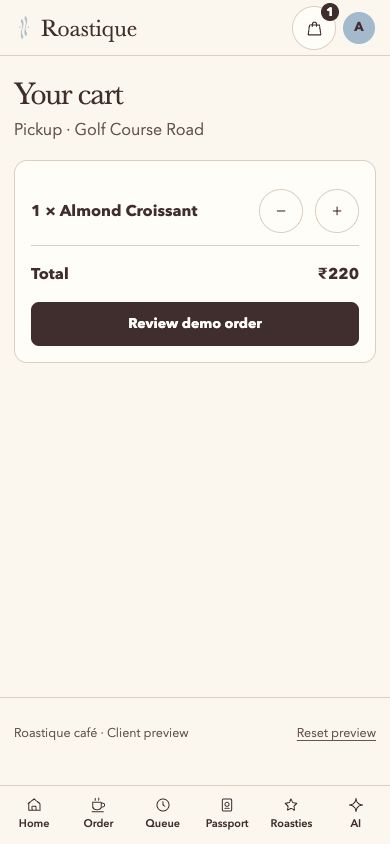 Roastique
1
A
Your cart
Pickup · Golf Course Road
1 × Almond Croissant
− +
Total ₹220
Review demo order
Roastique café · Client preview Reset preview
Home Order Queue Passport Roasties AI